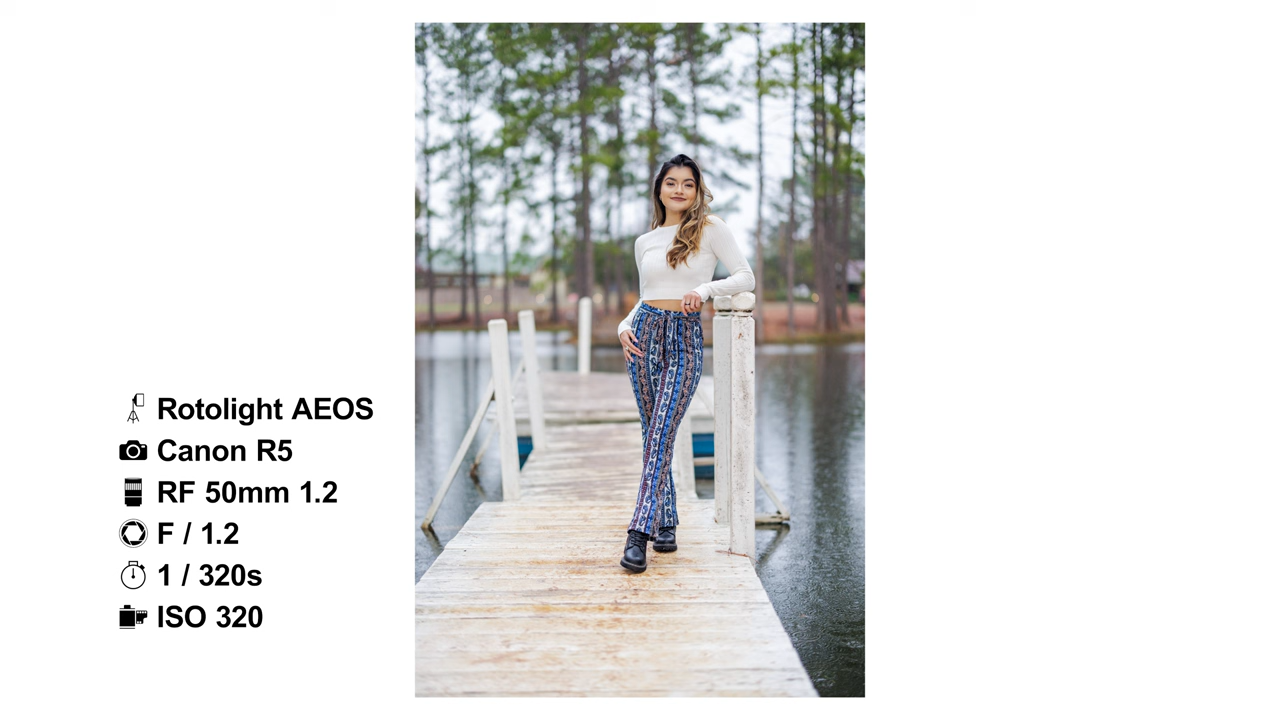 Rotolight AEOS
Canon R5
RF 50mm 1.2
F / 1.2
1 / 320s
ISO 320